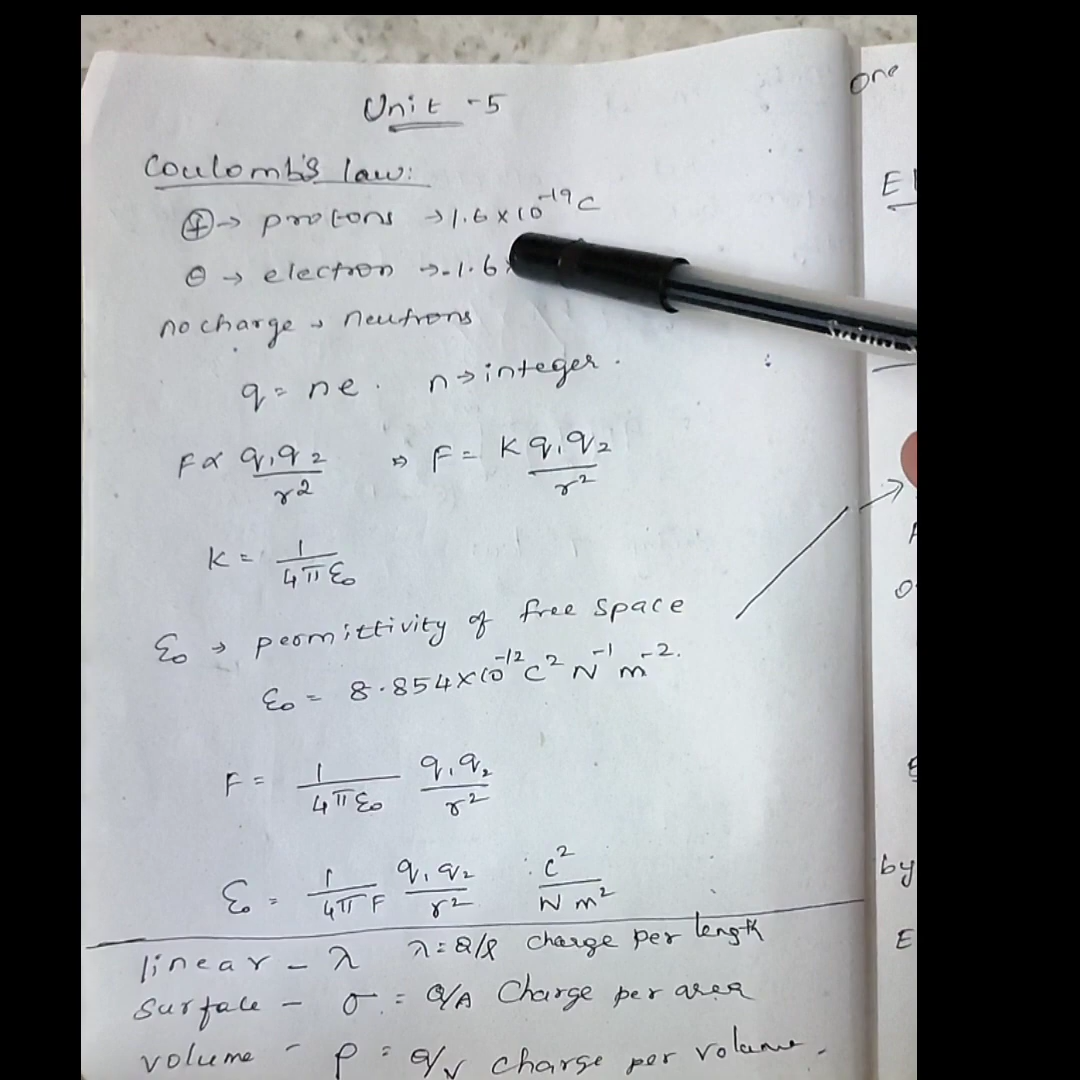 Unit - 5
Coulomb's law:
⊕ → protons → 1.6 × 10⁻¹⁹ C
⊖ → electron → -1.6
no charge → neutrons
q = ne. n → integer.
F ∝ q₁q₂/r² ⇒ F = K q₁q₂/r²
K = 1/4πε₀
ε₀ → permittivity of free space
ε₀ = 8.854 × 10⁻¹² C² N⁻¹ m⁻².
F = 1/4πε₀ q₁q₂/r²
ε₀ = 1/4πF q₁q₂/r² : C²/N m²
linear - λ λ = Q/l charge per length
surface - σ = Q/A Charge per area
volume - ρ = q/v charge per volume.
one
by
E